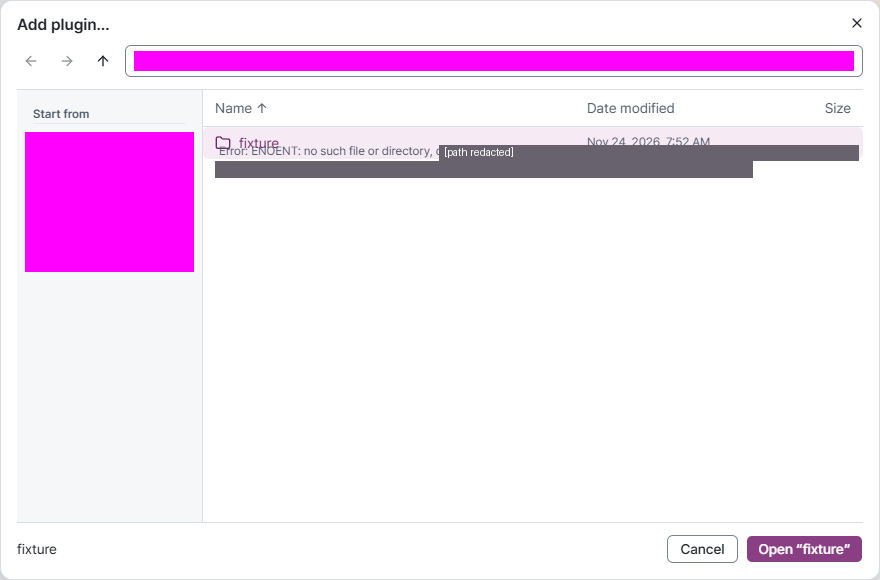 Add plugin...
Start from
Name ↑ Date modified Size
fixture Nov 24, 2026, 7:52 AM
Error: ENOENT: no such file or directory, [path redacted]
fixture Cancel Open “fixture”